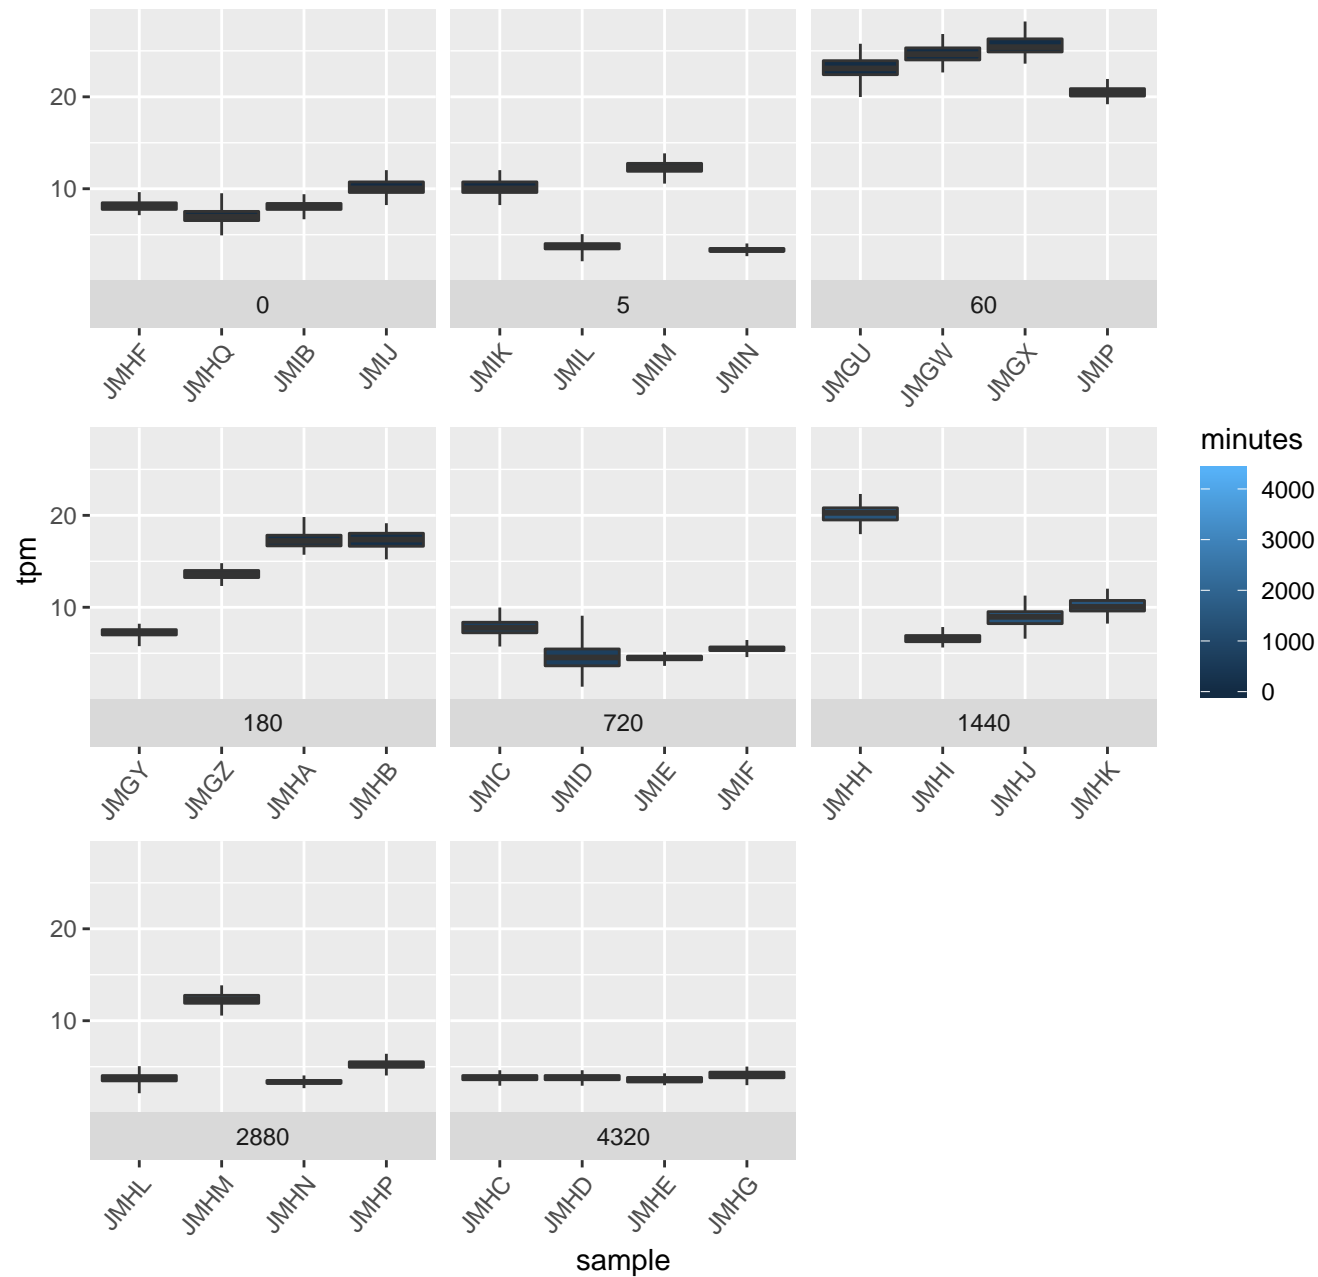 20
10
0
5
60
JMHF
JMHQ
JMIB
JMIJ
JMIK
JMIL
JMIM
JMIN
JMGU
JMGW
JMGX
JMIP
20
10
180
720
1440
JMGY
JMGZ
JMHA
JMHB
JMIC
JMID
JMIE
JMIF
JMHH
JMHI
JMHJ
JMHK
20
10
2880
4320
JMHL
JMHM
JMHN
JMHP
JMHC
JMHD
JMHE
JMHG
tpm
sample
minutes
4000
3000
2000
1000
0